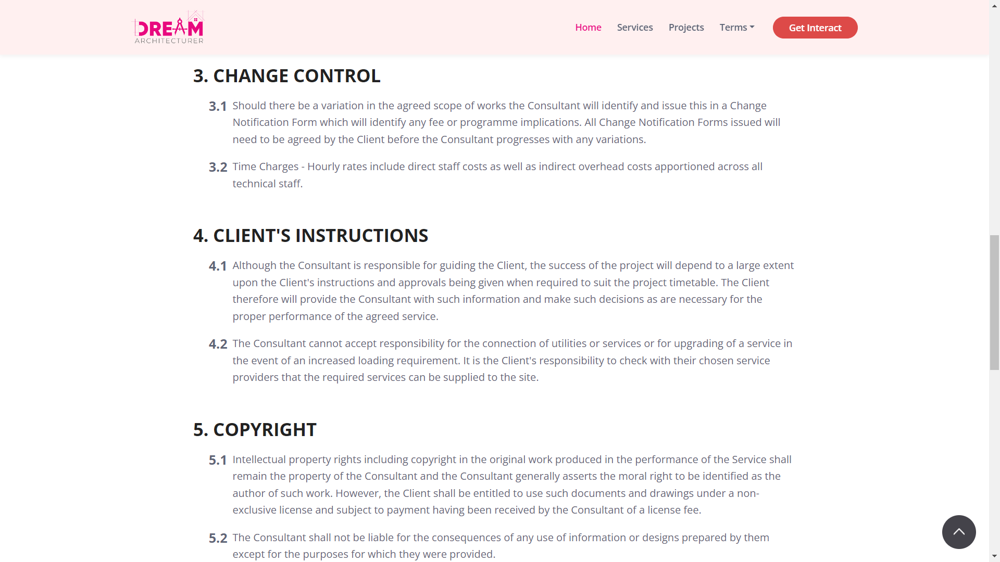 DREAM
ARCHITECTURER
Home Services Projects Terms Get Interact
3. CHANGE CONTROL
3.1 Should there be a variation in the agreed scope of works the Consultant will identify and issue this in a Change
Notification Form which will identify any fee or programme implications. All Change Notification Forms issued will
need to be agreed by the Client before the Consultant progresses with any variations.
3.2 Time Charges - Hourly rates include direct staff costs as well as indirect overhead costs apportioned across all
technical staff.
4. CLIENT'S INSTRUCTIONS
4.1 Although the Consultant is responsible for guiding the Client, the success of the project will depend to a large extent
upon the Client's instructions and approvals being given when required to suit the project timetable. The Client
therefore will provide the Consultant with such information and make such decisions as are necessary for the
proper performance of the agreed service.
4.2 The Consultant cannot accept responsibility for the connection of utilities or services or for upgrading of a service in
the event of an increased loading requirement. It is the Client's responsibility to check with their chosen service
providers that the required services can be supplied to the site.
5. COPYRIGHT
5.1 Intellectual property rights including copyright in the original work produced in the performance of the Service shall
remain the property of the Consultant and the Consultant generally asserts the moral right to be identified as the
author of such work. However, the Client shall be entitled to use such documents and drawings under a non-
exclusive license and subject to payment having been received by the Consultant of a license fee.
5.2 The Consultant shall not be liable for the consequences of any use of information or designs prepared by them
except for the purposes for which they were provided.